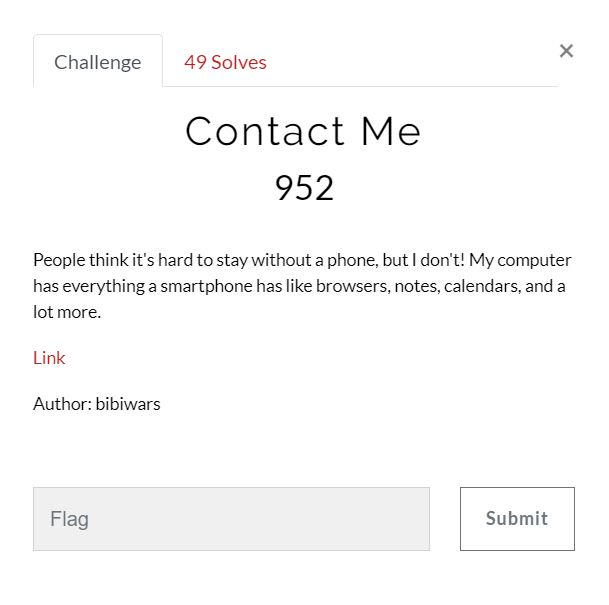 Challenge
49 Solves
×
Contact Me
952
People think it's hard to stay without a phone, but I don't! My computer
has everything a smartphone has like browsers, notes, calendars, and a
lot more.
Link
Author: bibiwars
Flag
Submit